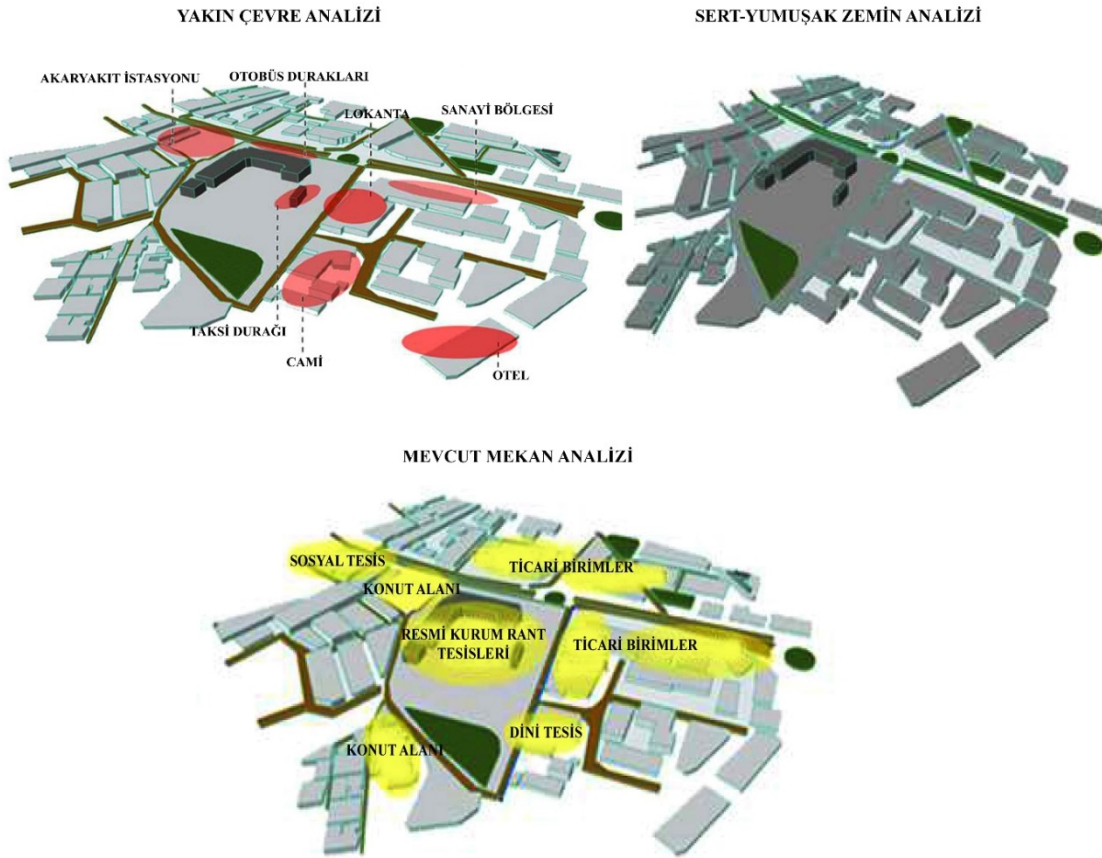 YAKIN ÇEVRE ANALİZİ
SERT-YUMUŞAK ZEMİN ANALİZİ
AKARYAKIT İSTASYONU
OTOBÜS DURAKLARI
LOKANTA
SANAYİ BÖLGESİ
TAKSİ DURAĞI
CAMİ
OTEL
MEVCUT MEKAN ANALİZİ
SOSYAL TESİS
TİCARİ BİRİMLER
KONUT ALANI
RESMİ KURUM RANT
TESİSLERİ
TİCARİ BİRİMLER
DİNİ TESİS
KONUT ALANI